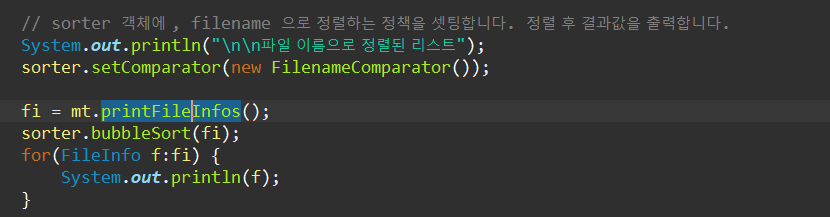 // sorter 객체에 , filename 으로 정렬하는 정책을 셋팅합니다. 정렬 후 결과값을 출력합니다.
System.out.println("\n\n파일 이름으로 정렬된 리스트");
sorter.setComparator(new FilenameComparator());
fi = mt.printFileInfos();
sorter.bubbleSort(fi);
for(FileInfo f:fi) {
System.out.println(f);
}